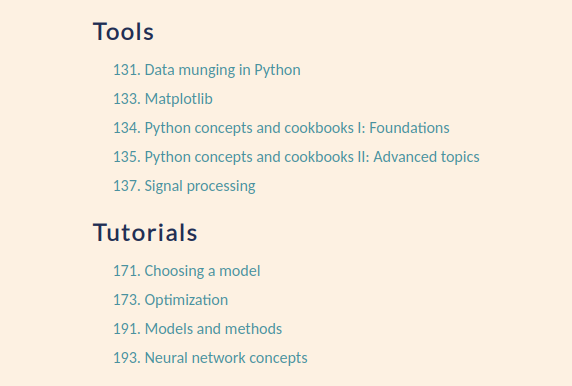 Tools
131. Data munging in Python
133. Matplotlib
134. Python concepts and cookbooks I: Foundations
135. Python concepts and cookbooks II: Advanced topics
137. Signal processing
Tutorials
171. Choosing a model
173. Optimization
191. Models and methods
193. Neural network concepts